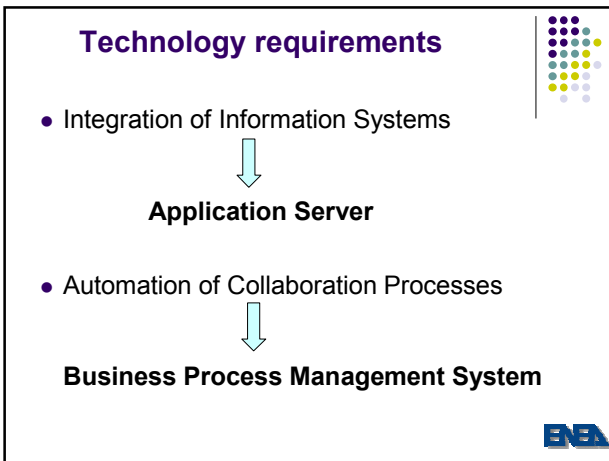 Technology requirements
● Integration of Information Systems
Application Server
● Automation of Collaboration Processes
Business Process Management System
ENEA